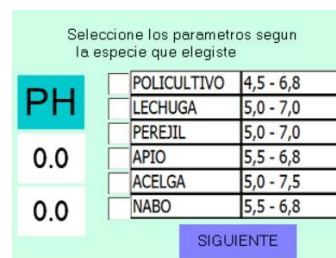 Seleccione los parametros segun
la especie que elegiste
PH
0.0
0.0
POLICULTIVO 4,5 - 6,8
LECHUGA 5,0 - 7,0
PEREJIL 5,0 - 7,0
APIO 5,5 - 6,8
ACELGA 5,0 - 7,5
NABO 5,5 - 6,8
SIGUIENTE